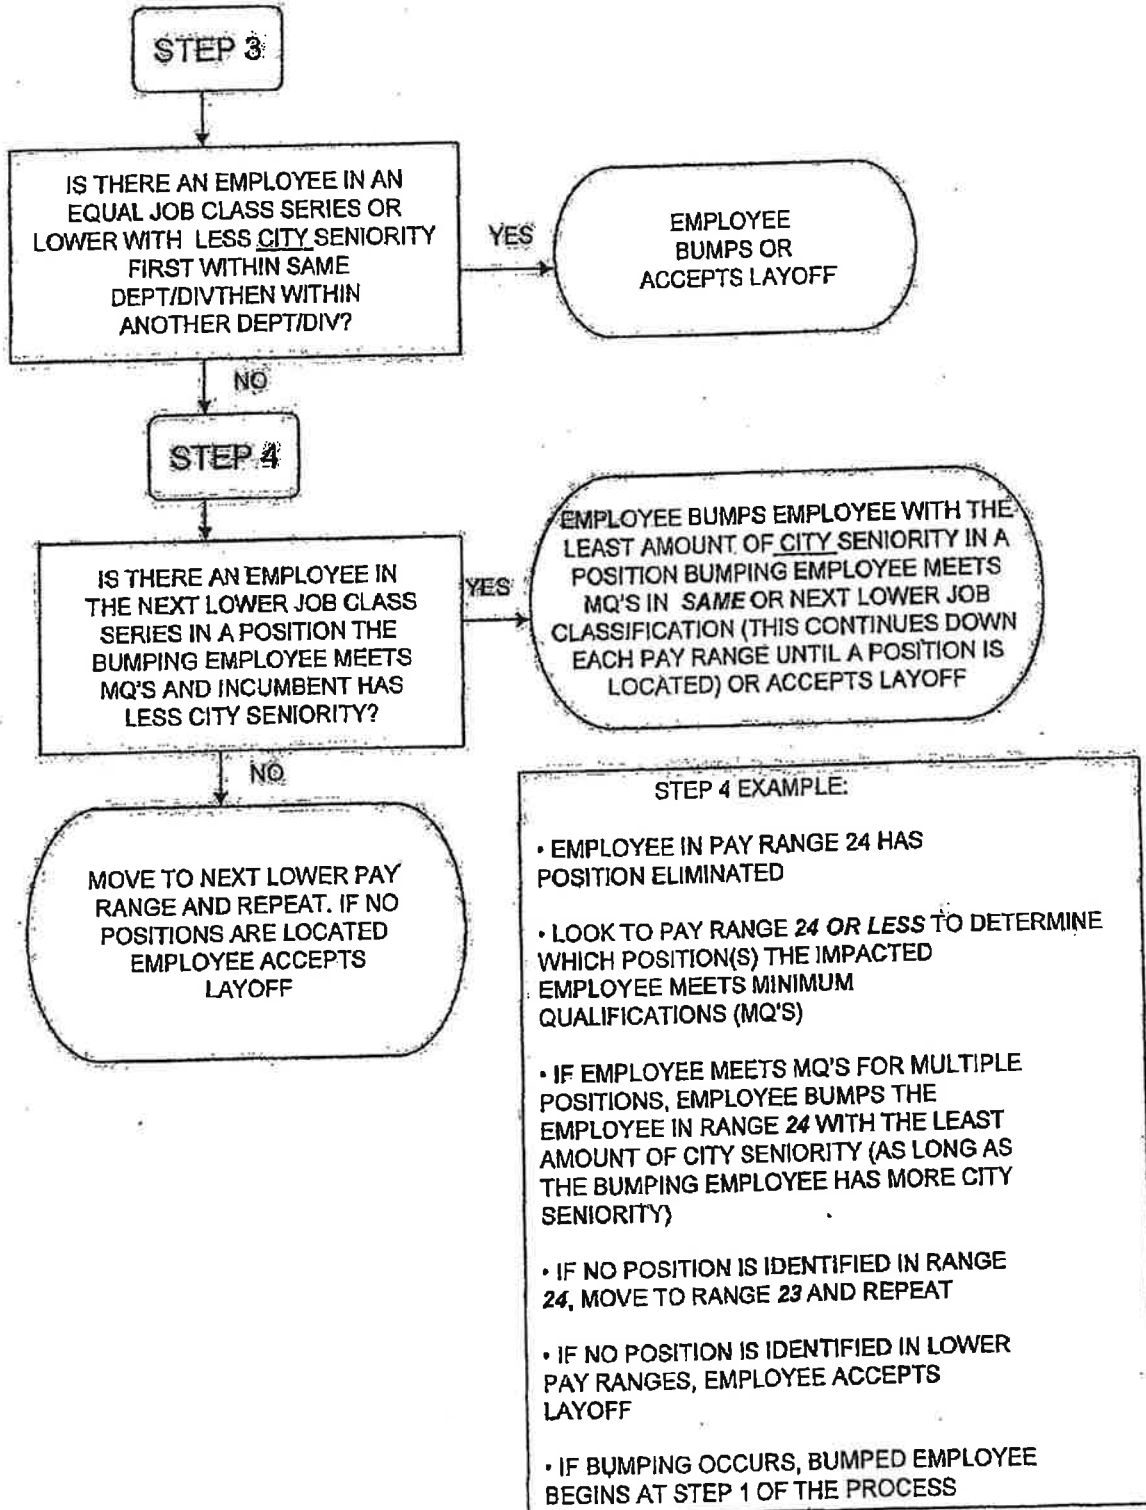 STEP 3
IS THERE AN EMPLOYEE IN AN
EQUAL JOB CLASS SERIES OR
LOWER WITH LESS CITY SENIORITY
FIRST WITHIN SAME
DEPT/DIVTHEN WITHIN
ANOTHER DEPT/DIV?
YES
EMPLOYEE
BUMPS OR
ACCEPTS LAYOFF
NO
STEP 4
IS THERE AN EMPLOYEE IN
THE NEXT LOWER JOB CLASS
SERIES IN A POSITION THE
BUMPING EMPLOYEE MEETS
MQ'S AND INCUMBENT HAS
LESS CITY SENIORITY?
YES
EMPLOYEE BUMPS EMPLOYEE WITH THE
LEAST AMOUNT OF CITY SENIORITY IN A
POSITION BUMPING EMPLOYEE MEETS
MQ'S IN SAME OR NEXT LOWER JOB
CLASSIFICATION (THIS CONTINUES DOWN
EACH PAY RANGE UNTIL A POSITION IS
LOCATED) OR ACCEPTS LAYOFF
NO
MOVE TO NEXT LOWER PAY
RANGE AND REPEAT. IF NO
POSITIONS ARE LOCATED
EMPLOYEE ACCEPTS
LAYOFF
STEP 4 EXAMPLE:
• EMPLOYEE IN PAY RANGE 24 HAS
POSITION ELIMINATED
• LOOK TO PAY RANGE 24 OR LESS TO DETERMINE
WHICH POSITION(S) THE IMPACTED
EMPLOYEE MEETS MINIMUM
QUALIFICATIONS (MQ'S)
• IF EMPLOYEE MEETS MQ'S FOR MULTIPLE
POSITIONS, EMPLOYEE BUMPS THE
EMPLOYEE IN RANGE 24 WITH THE LEAST
AMOUNT OF CITY SENIORITY (AS LONG AS
THE BUMPING EMPLOYEE HAS MORE CITY
SENIORITY)
• IF NO POSITION IS IDENTIFIED IN RANGE
24, MOVE TO RANGE 23 AND REPEAT
• IF NO POSITION IS IDENTIFIED IN LOWER
PAY RANGES, EMPLOYEE ACCEPTS
LAYOFF
• IF BUMPING OCCURS, BUMPED EMPLOYEE
BEGINS AT STEP 1 OF THE PROCESS